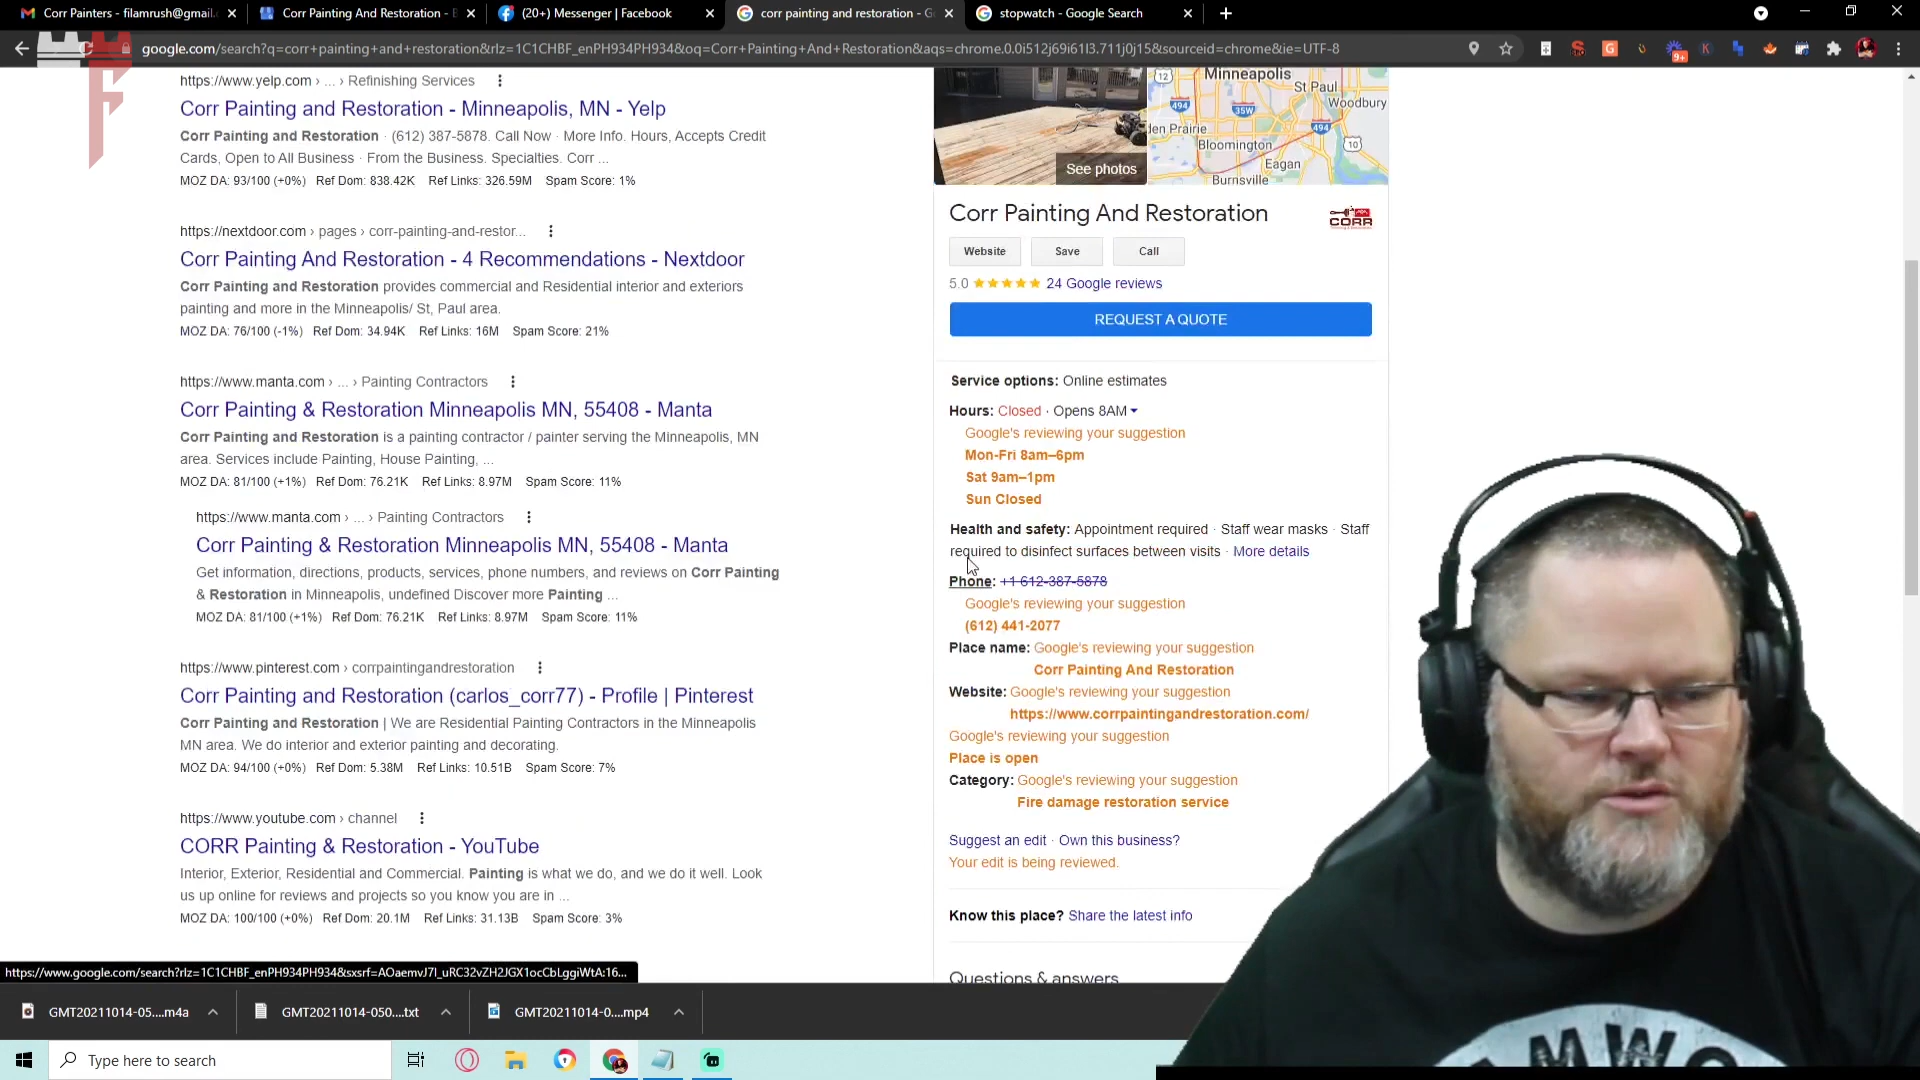 Corr Painters - filamrush@gmail.
Corr Painting And Restoration - B
(20+) Messenger | Facebook
corr painting and restoration - G
stopwatch - Google Search
google.com/search?q=corr+painting+and+restoration&rlz=1C1CHBF_enPH934PH934&oq=Corr+Painting+And+Restoration&aqs=chrome.0.0i512j69i61l3.711j0j15&sourceid=chrome&ie=UTF-8
9+
F
https://www.yelp.com › ... › Refinishing Services
Corr Painting and Restoration - Minneapolis, MN - Yelp
Corr Painting and Restoration · (612) 387-5878. Call Now · More Info. Hours, Accepts Credit
Cards, Open to All Business · From the Business. Specialties. Corr ...
MOZ DA: 93/100 (+0%) Ref Dom: 838.42K Ref Links: 326.59M Spam Score: 1%
https://nextdoor.com › pages › corr-painting-and-restor...
Corr Painting And Restoration - 4 Recommendations - Nextdoor
Corr Painting and Restoration provides commercial and Residential interior and exteriors
painting and more in the Minneapolis/ St, Paul area.
MOZ DA: 76/100 (-1%) Ref Dom: 34.94K Ref Links: 16M Spam Score: 21%
https://www.manta.com › ... › Painting Contractors
Corr Painting & Restoration Minneapolis MN, 55408 - Manta
Corr Painting and Restoration is a painting contractor / painter serving the Minneapolis, MN
area. Services include Painting, House Painting, ...
MOZ DA: 81/100 (+1%) Ref Dom: 76.21K Ref Links: 8.97M Spam Score: 11%
https://www.manta.com › ... › Painting Contractors
Corr Painting & Restoration Minneapolis MN, 55408 - Manta
Get information, directions, products, services, phone numbers, and reviews on Corr Painting
& Restoration in Minneapolis, undefined Discover more Painting ...
MOZ DA: 81/100 (+1%) Ref Dom: 76.21K Ref Links: 8.97M Spam Score: 11%
https://www.pinterest.com › corrpaintingandrestoration
Corr Painting and Restoration (carlos_corr77) - Profile | Pinterest
Corr Painting and Restoration | We are Residential Painting Contractors in the Minneapolis
MN area. We do interior and exterior painting and decorating.
MOZ DA: 94/100 (+0%) Ref Dom: 5.38M Ref Links: 10.51B Spam Score: 7%
https://www.youtube.com › channel
CORR Painting & Restoration - YouTube
Interior, Exterior, Residential and Commercial. Painting is what we do, and we do it well. Look
us up online for reviews and projects so you know you are in ...
MOZ DA: 100/100 (+0%) Ref Dom: 20.1M Ref Links: 31.13B Spam Score: 3%
See photos
12
Minneapolis
St Paul
Woodbury
494
35W
494
den Prairie
Bloomington
10
Eagan
Burnsville
Corr Painting And Restoration
CORR
Website
Save
Call
5.0 24 Google reviews
REQUEST A QUOTE
Service options: Online estimates
Hours: Closed · Opens 8AM
Google's reviewing your suggestion
Mon-Fri 8am–6pm
Sat 9am–1pm
Sun Closed
Health and safety: Appointment required · Staff wear masks · Staff
required to disinfect surfaces between visits · More details
Phone: +1 612-387-5878
Google's reviewing your suggestion
(612) 441-2077
Place name: Google's reviewing your suggestion
Corr Painting And Restoration
Website: Google's reviewing your suggestion
https://www.corrpaintingandrestoration.com/
Google's reviewing your suggestion
Place is open
Category: Google's reviewing your suggestion
Fire damage restoration service
Suggest an edit · Own this business?
Your edit is being reviewed.
Know this place? Share the latest info
Questions & answers
GMT20211014-05....m4a
GMT20211014-050....txt
GMT20211014-0....mp4
Type here to search